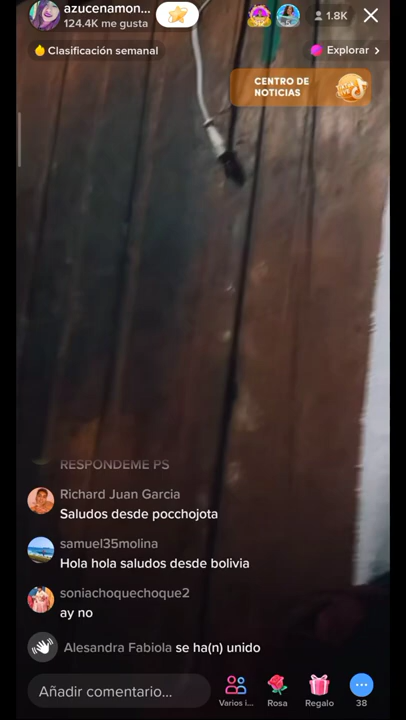 azucenamon...
124.4K me gusta
1.8K
Clasificación semanal
Explorar >
CENTRO DE
NOTICIAS
TikTok
LIVE
RESPONDEME PS
Richard Juan Garcia
Saludos desde pocchojota
samuel35molina
Hola hola saludos desde bolivia
soniachoquechoque2
ay no
Alesandra Fabiola se ha(n) unido
Añadir comentario...
Varios i...
Rosa
Regalo
38